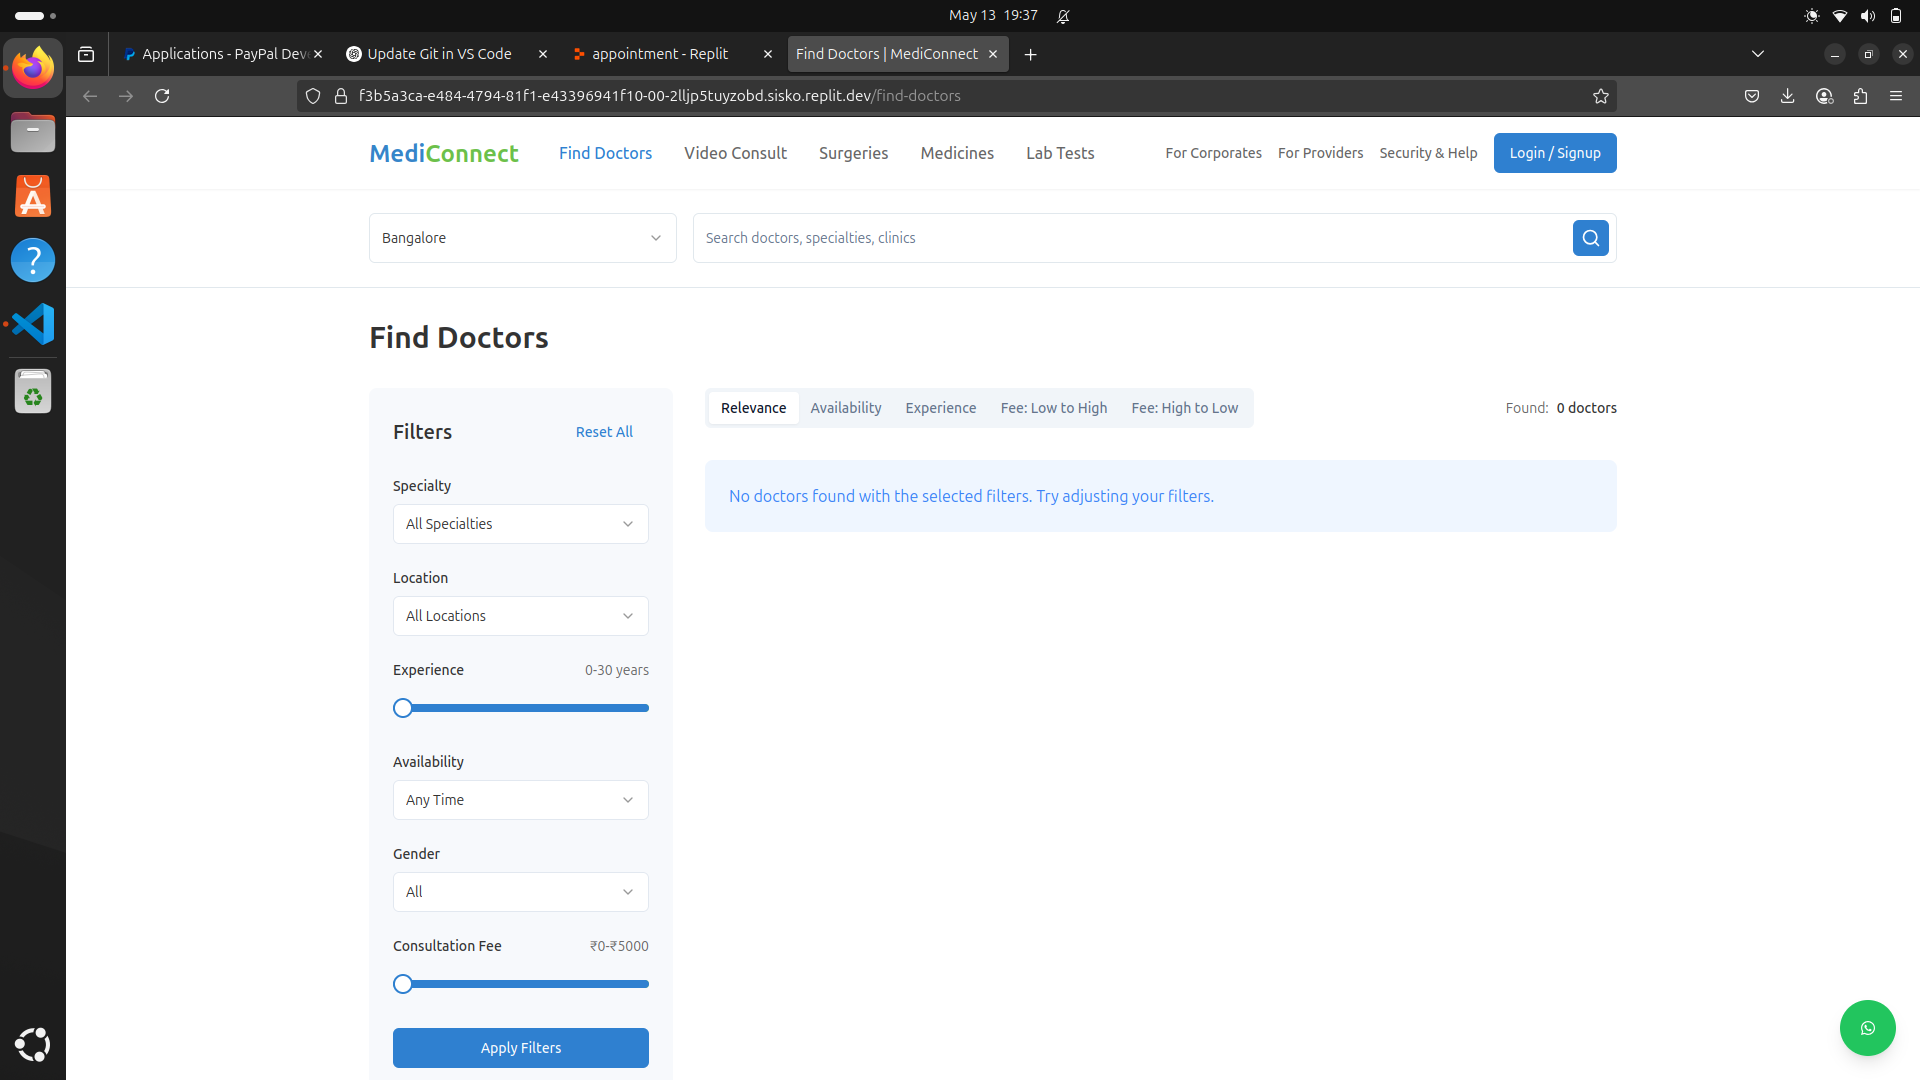 May 13 19:37
Applications - PayPal Dev
Update Git in VS Code
appointment - Replit
Find Doctors | MediConnect
f3b5a3ca-e484-4794-81f1-e43396941f10-00-2lljp5tuyzobd.sisko.replit.dev/find-doctors
MediConnect
Find Doctors
Video Consult
Surgeries
Medicines
Lab Tests
For Corporates
For Providers
Security & Help
Login / Signup
Bangalore
Search doctors, specialties, clinics
Find Doctors
Filters
Reset All
Specialty
All Specialties
Location
All Locations
Experience
0-30 years
Availability
Any Time
Gender
All
Consultation Fee
₹0-₹5000
Apply Filters
Relevance
Availability
Experience
Fee: Low to High
Fee: High to Low
Found: 0 doctors
No doctors found with the selected filters. Try adjusting your filters.